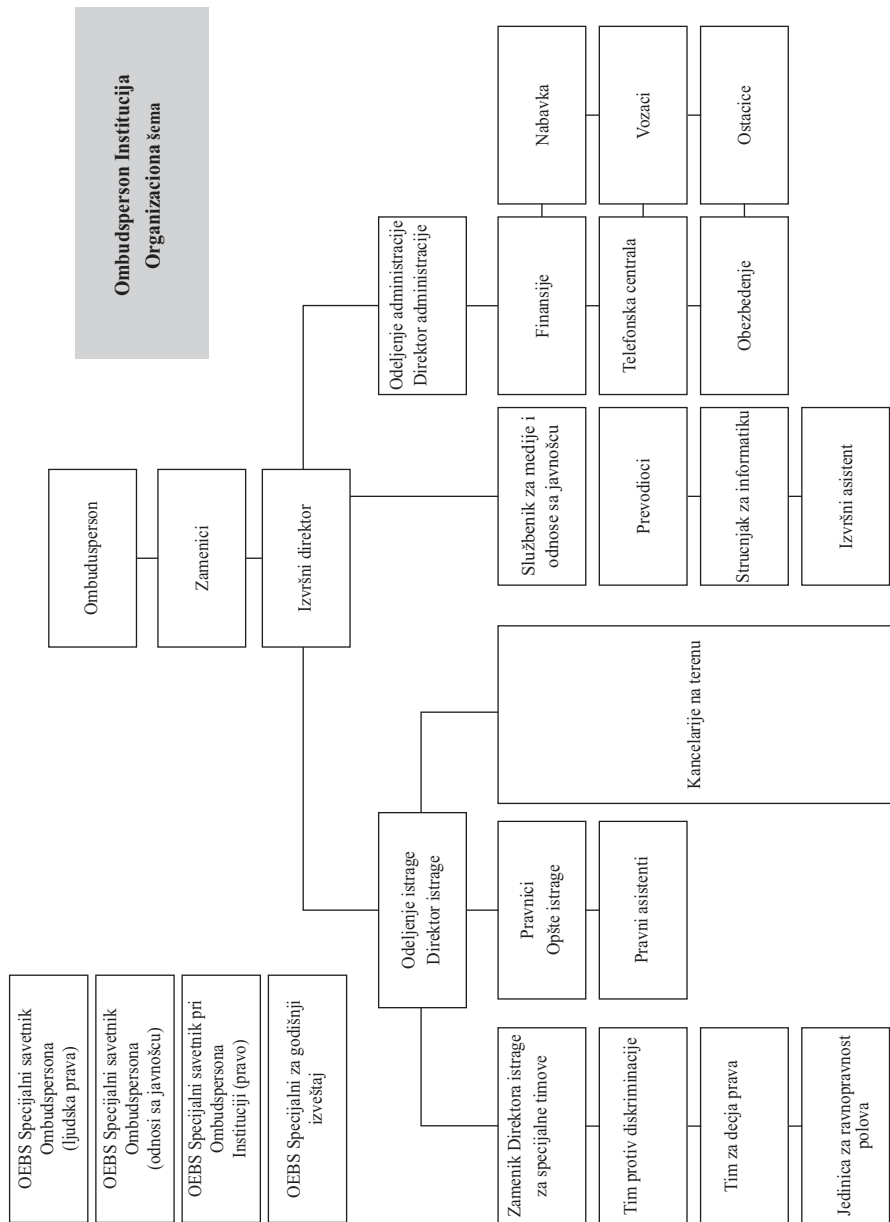 Ombudsperson Institucija
Organizaciona šema
OEBS Specijalni savetnik
Ombudspersona
(ljudska prava)
OEBS Specijalni savetnik
Ombudspersona
(odnosi sa javnošcu)
OEBS Specijalni savetnik pri
Ombudspersona
Instituciji (pravo)
OEBS Specijalni za godišnji
izveštaj
Ombudusperson
Zamenici
Izvršni direktor
Odeljenje istrage
Direktor istrage
Odeljenje administracije
Direktor administracije
Zamenik Direktora istrage
za specijalne timove
Tim protiv diskriminacije
Tim za decja prava
Jedinica za ravnopravnost
polova
Pravnici
Opšte istrage
Pravni asistenti
Kancelarije na terenu
Službenik za medije i
odnose sa javnošcu
Prevodioci
Strucnjak za informatiku
Izvršni asistent
Finansije
Nabavka
Telefonska centrala
Vozaci
Obezbedenje
Ostacice